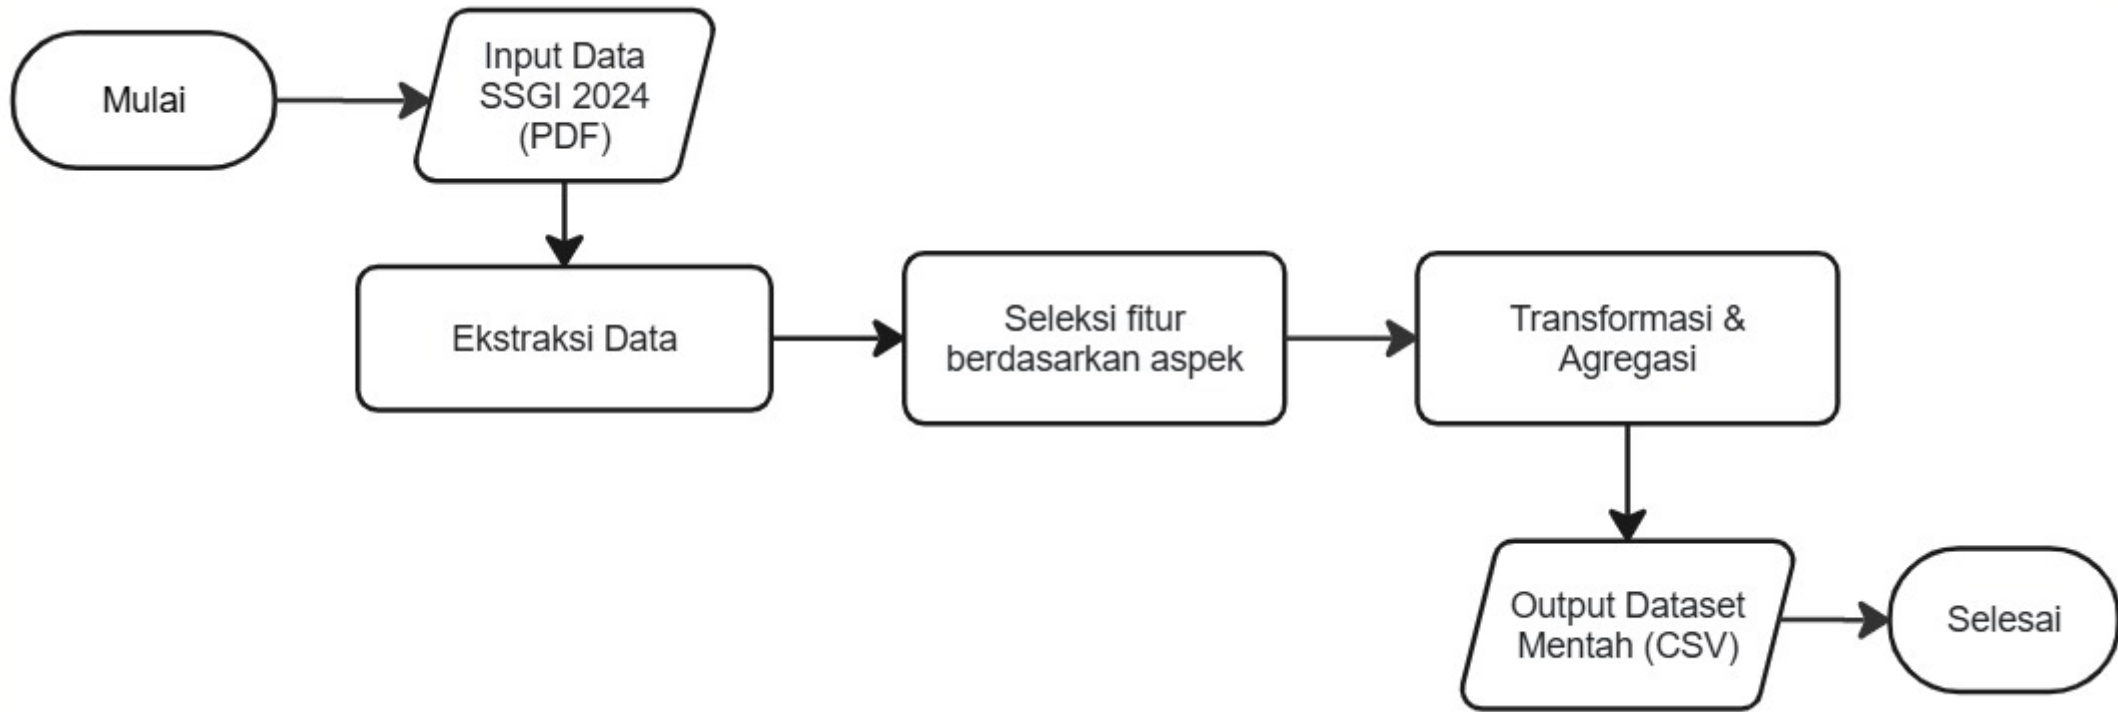 Mulai
Input Data
SSGI 2024
(PDF)
Ekstraksi Data
Seleksi fitur
berdasarkan aspek
Transformasi &
Agregasi
Output Dataset
Mentah (CSV)
Selesai